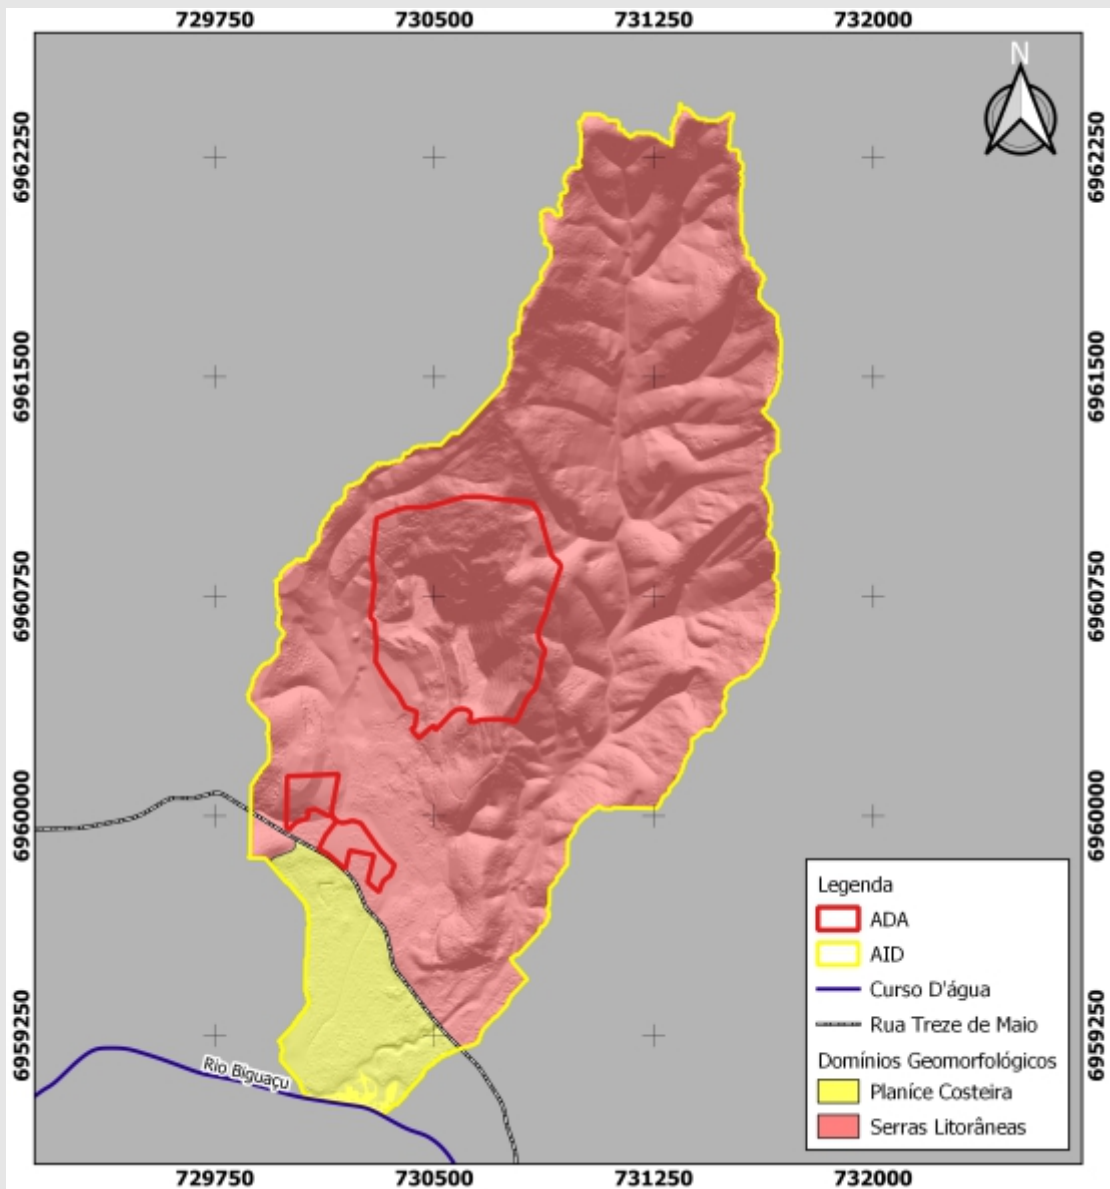 729750 730500 731250 732000
N
6962250 6962250
6961500 6961500
6960750 6960750
6960000 6960000
6959250 6959250
Rio Biguaçu
Legenda
ADA
AID
Curso D'água
Rua Treze de Maio
Domínios Geomorfológicos
Planíce Costeira
Serras Litorâneas
729750 730500 731250 732000